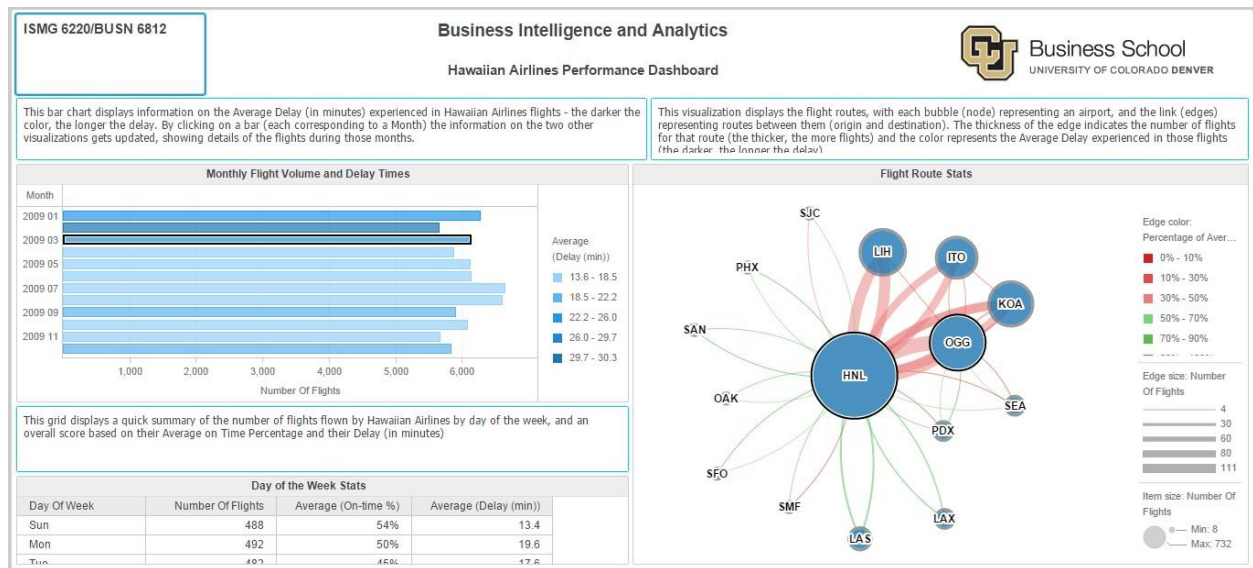 ISMG 6220/BUSN 6812
Business Intelligence and Analytics
Hawaiian Airlines Performance Dashboard
CU
Business School
UNIVERSITY OF COLORADO DENVER
This bar chart displays information on the Average Delay (in minutes) experienced in Hawaiian Airlines flights - the darker the
color, the longer the delay. By clicking on a bar (each corresponding to a Month) the information on the two other
visualizations gets updated, showing details of the flights during those months.
This visualization displays the flight routes, with each bubble (node) representing an airport, and the link (edges)
representing routes between them (origin and destination). The thickness of the edge indicates the number of flights
for that route (the thicker, the more flights) and the color represents the Average Delay experienced in those flights
(the darker, the longer the delay)
Monthly Flight Volume and Delay Times
Month
2009 01
2009 03
2009 05
2009 07
2009 09
2009 11
1,000 2,000 3,000 4,000 5,000 6,000
Number Of Flights
Average
(Delay (min))
13.6 - 18.5
18.5 - 22.2
22.2 - 26.0
26.0 - 29.7
29.7 - 30.3
This grid displays a quick summary of the number of flights flown by Hawaiian Airlines by day of the week, and an
overall score based on their Average on Time Percentage and their Delay (in minutes)
Day of the Week Stats
Day Of Week Number Of Flights Average (On-time %) Average (Delay (min))
Sun 488 54% 13.4
Mon 492 50% 19.6
Tue 482 45% 17.6
Flight Route Stats
SJC
LIH
ITO
PHX
KOA
SAN
OGG
HNL
OAK
SEA
PDX
SFO
SMF
LAX
LAS
Edge color:
Percentage of Aver...
0% - 10%
10% - 30%
30% - 50%
50% - 70%
70% - 90%
Edge size: Number
Of Flights
4
30
60
80
111
Item size: Number Of
Flights
Min: 8
Max: 732